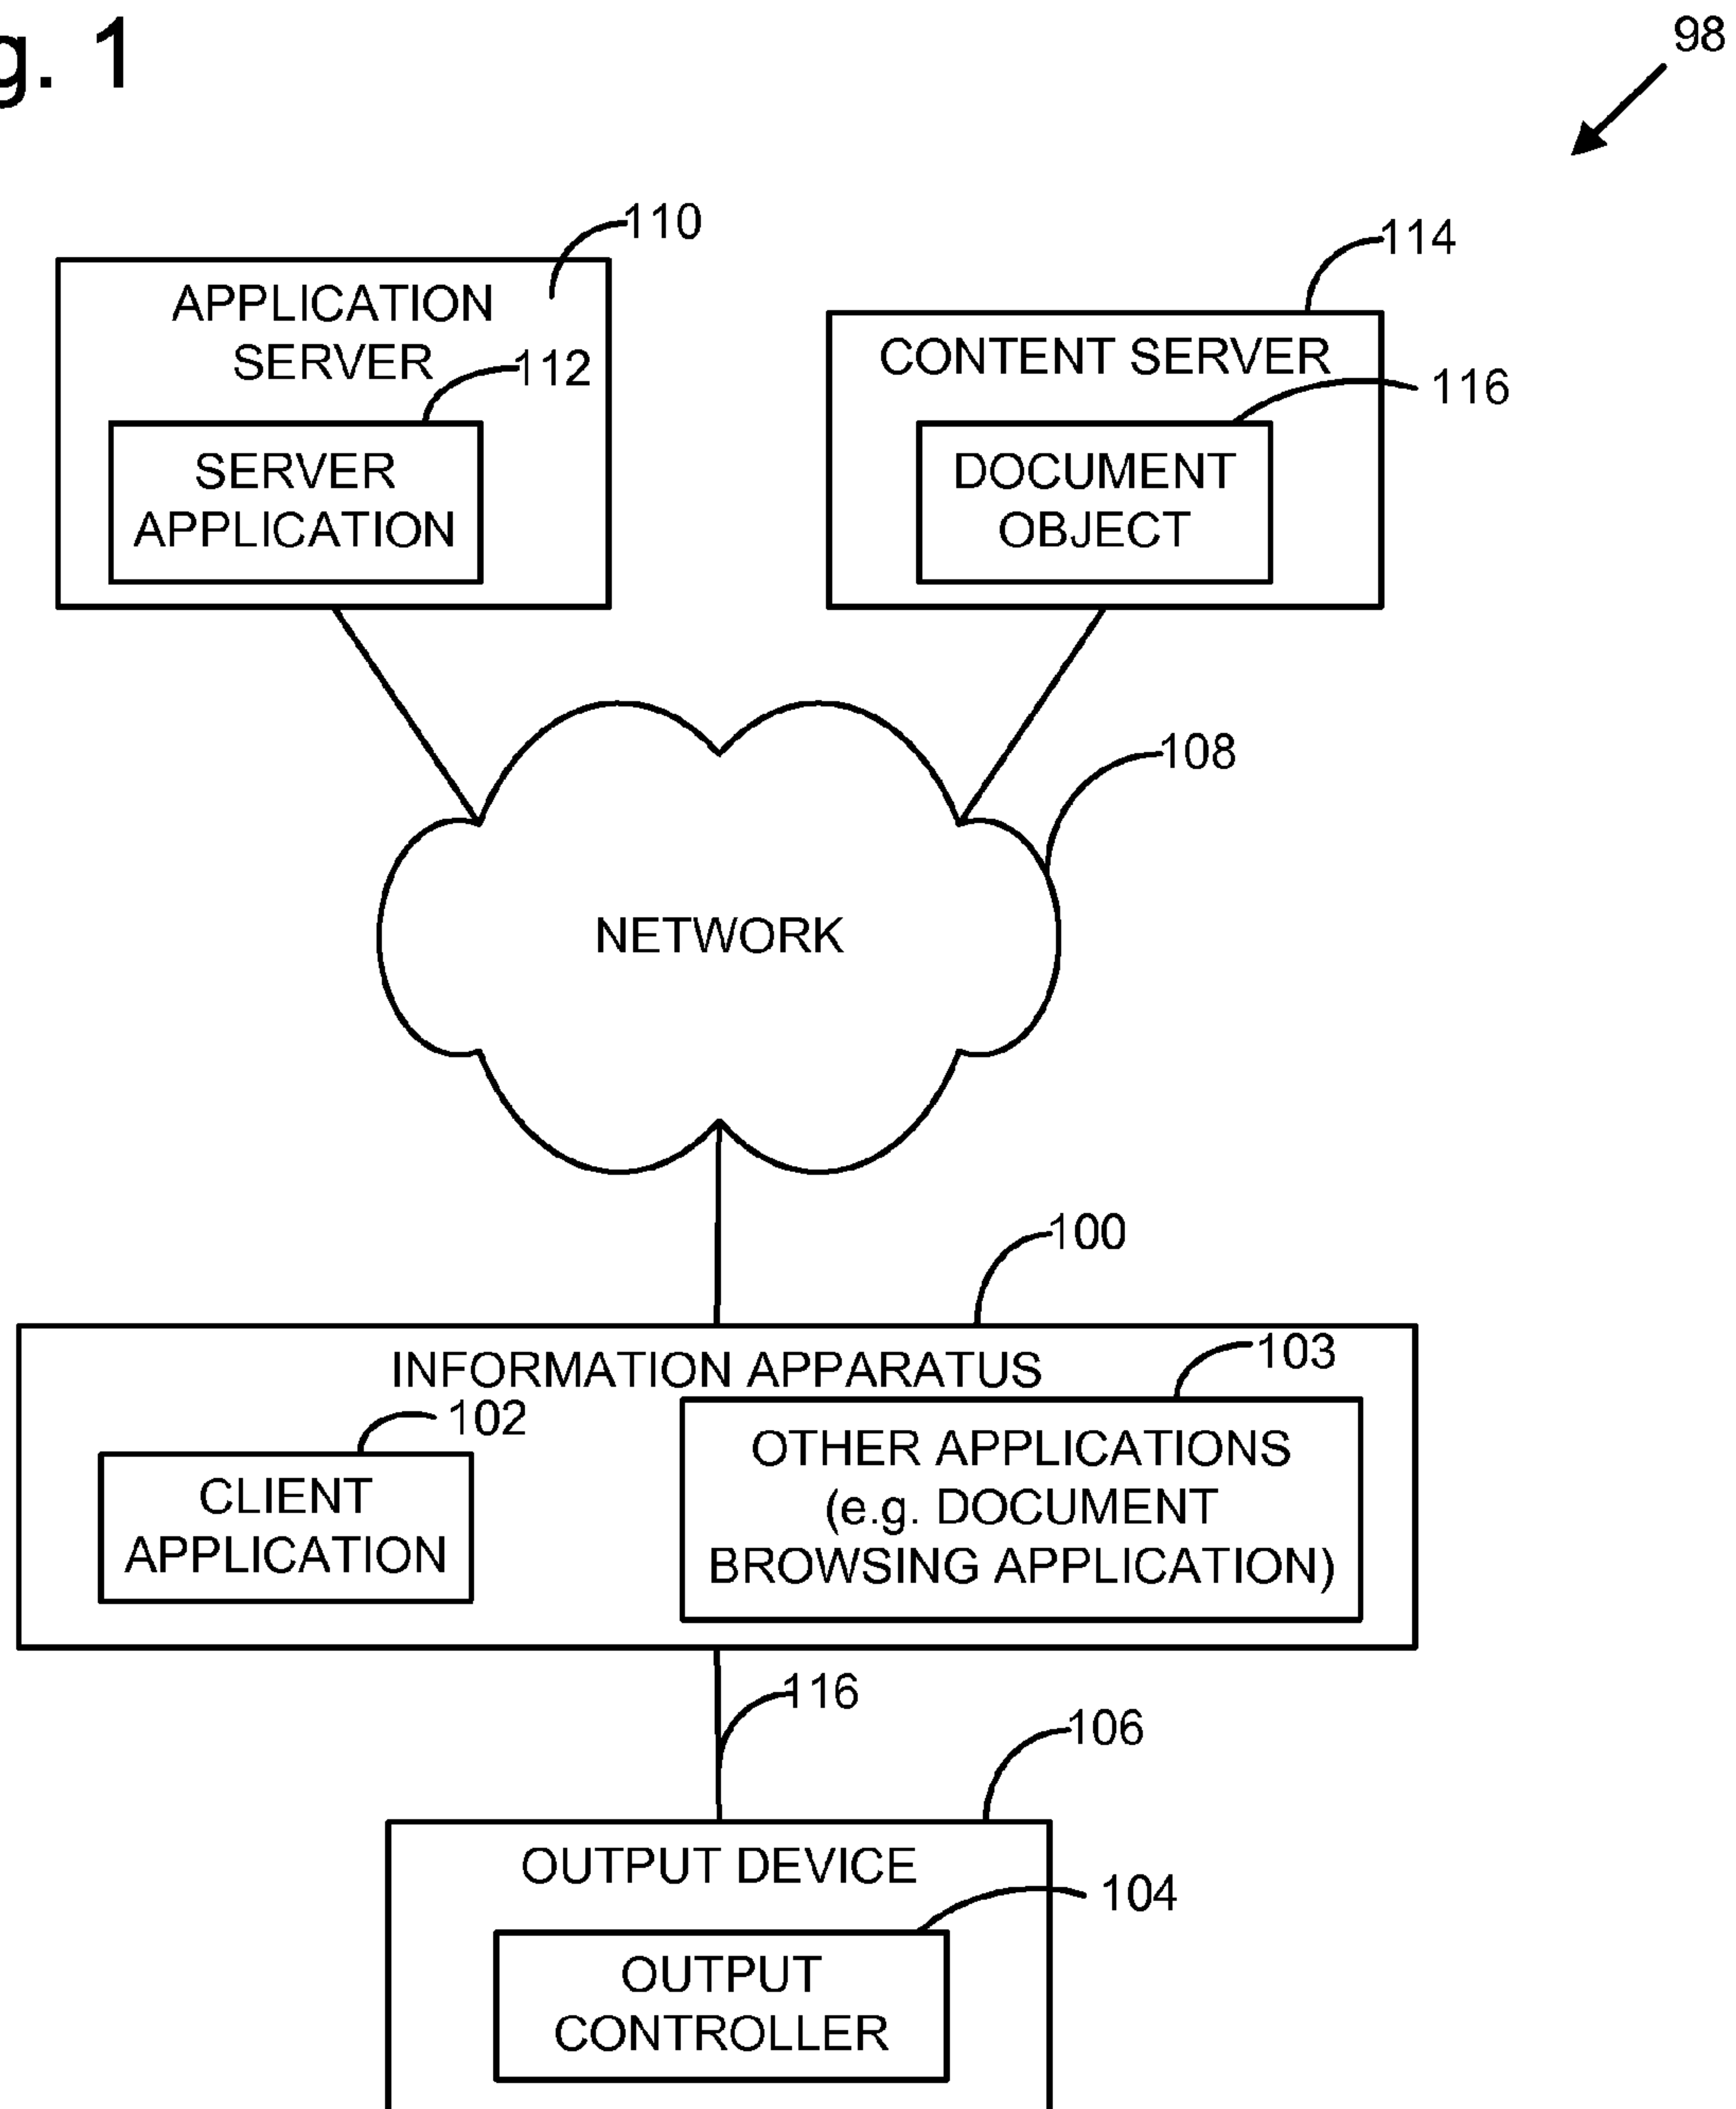 g. 1
98
110
APPLICATION
SERVER
112
SERVER
APPLICATION
114
CONTENT SERVER
116
DOCUMENT
OBJECT
108
NETWORK
100
INFORMATION APPARATUS
103
102
CLIENT
APPLICATION
OTHER APPLICATIONS
(e.g. DOCUMENT
BROWSING APPLICATION)
116
106
OUTPUT DEVICE
104
OUTPUT
CONTROLLER